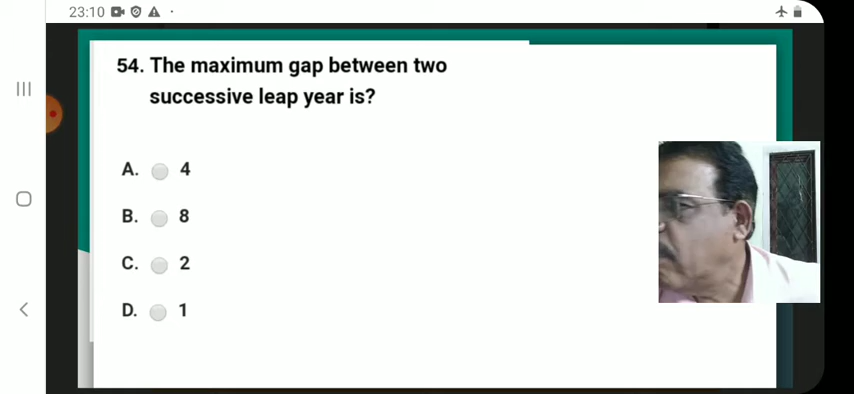 23:10
54. The maximum gap between two
successive leap year is?
A. 4
B. 8
C. 2
D. 1